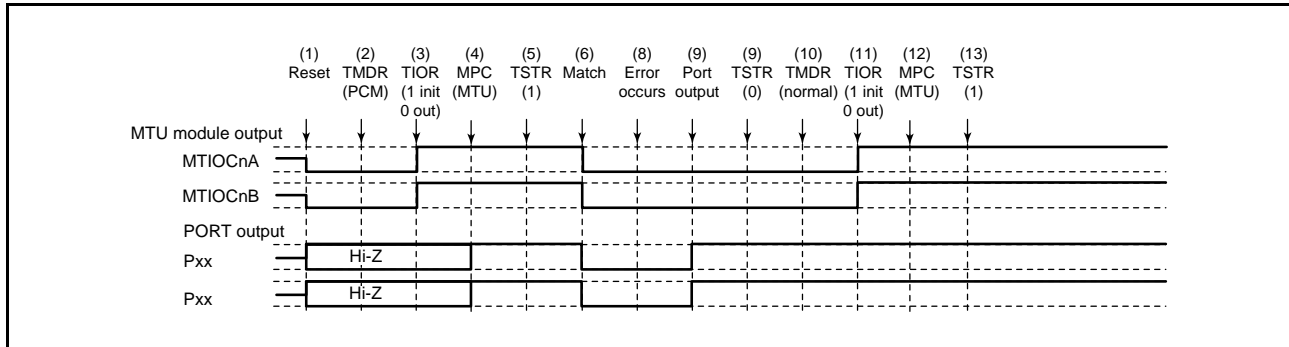 (1) (2) (3) (4) (5) (6) (8) (9) (9) (10) (11) (12) (13)
Reset TMDR TIOR MPC TSTR Match Error Port TSTR TMDR TIOR MPC TSTR
(PCM) (1 init (MTU) (1) occurs output (0) (normal) (1 init (MTU) (1)
0 out) 0 out)
MTU module output
MTIOCnA
MTIOCnB
PORT output
Pxx Hi-Z
Pxx Hi-Z